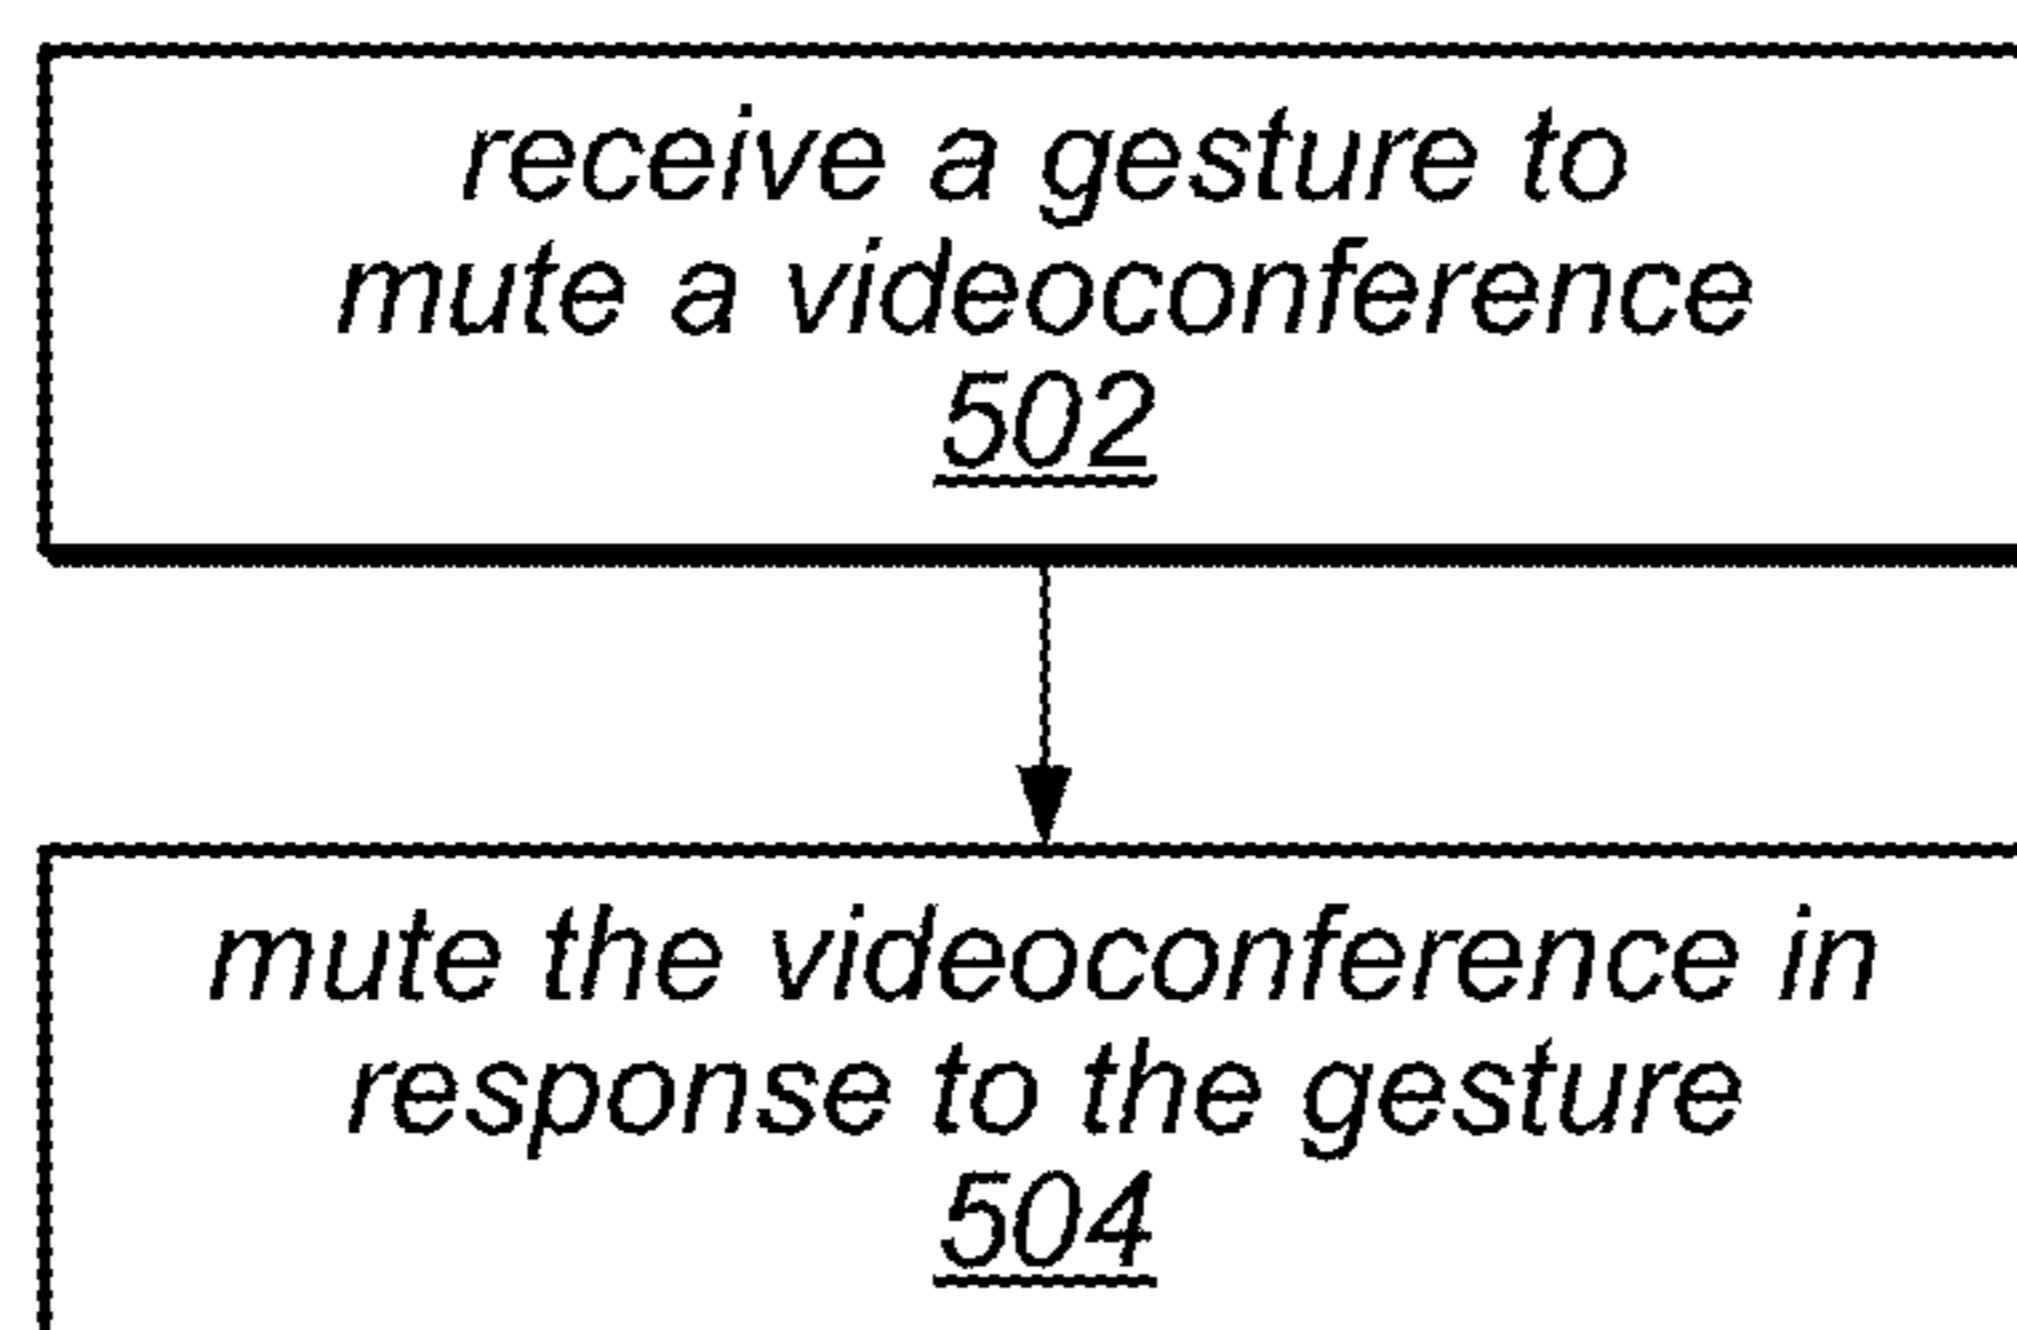 receive a gesture to
mute a videoconference
502
mute the videoconference in
response to the gesture
504